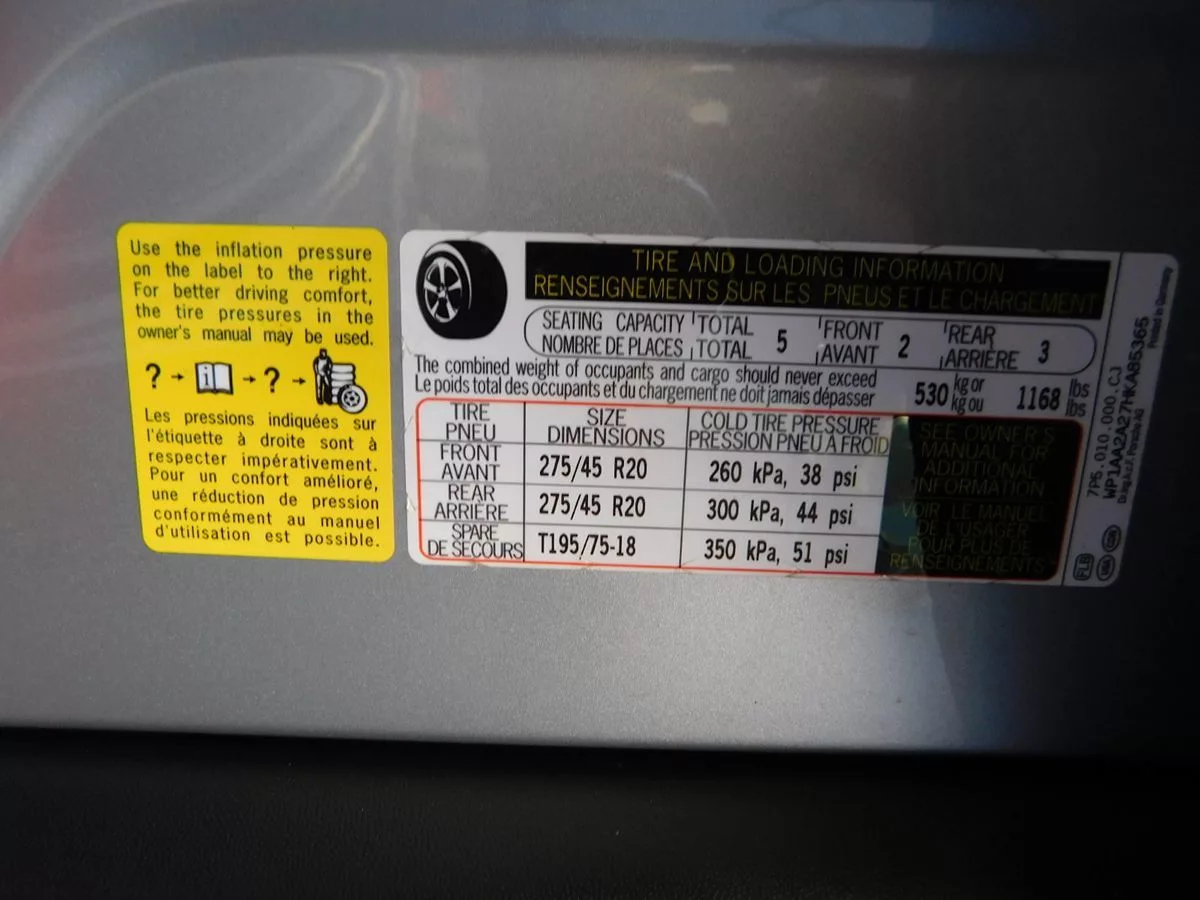 Use the inflation pressure
on the label to the right.
For better driving comfort,
the tire pressures in the
owner's manual may be used.
? i ?
Les pressions indiquées sur
l'étiquette à droite sont à
respecter impérativement.
Pour un confort amélioré,
une réduction de pression
conformément au manuel
d'utilisation est possible.
TIRE AND LOADING INFORMATION
RENSEIGNEMENTS SUR LES PNEUS ET LE CHARGEMENT
SEATING CAPACITY TOTAL 5 FRONT 2 REAR 3
NOMBRE DE PLACES TOTAL AVANT ARRIÈRE
The combined weight of occupants and cargo should never exceed 530 kg or 1168 lbs
Le poids total des occupants et du chargement ne doit jamais dépasser kg ou lbs
TIRE SIZE COLD TIRE PRESSURE
PNEU DIMENSIONS PRESSION PNEU À FROID
FRONT 275/45 R20 260 kPa, 38 psi
AVANT
REAR 275/45 R20 300 kPa, 44 psi
ARRIÈRE
SPARE T195/75-18 350 kPa, 51 psi
DE SECOURS
SEE OWNER'S
MANUAL FOR
ADDITIONAL
INFORMATION
VOIR LE MANUEL
DE L'USAGER
POUR PLUS DE
RENSEIGNEMENTS
7P5.010.000.CJ
WP1AA2A27HKA85365
Printed in Germany
FLB